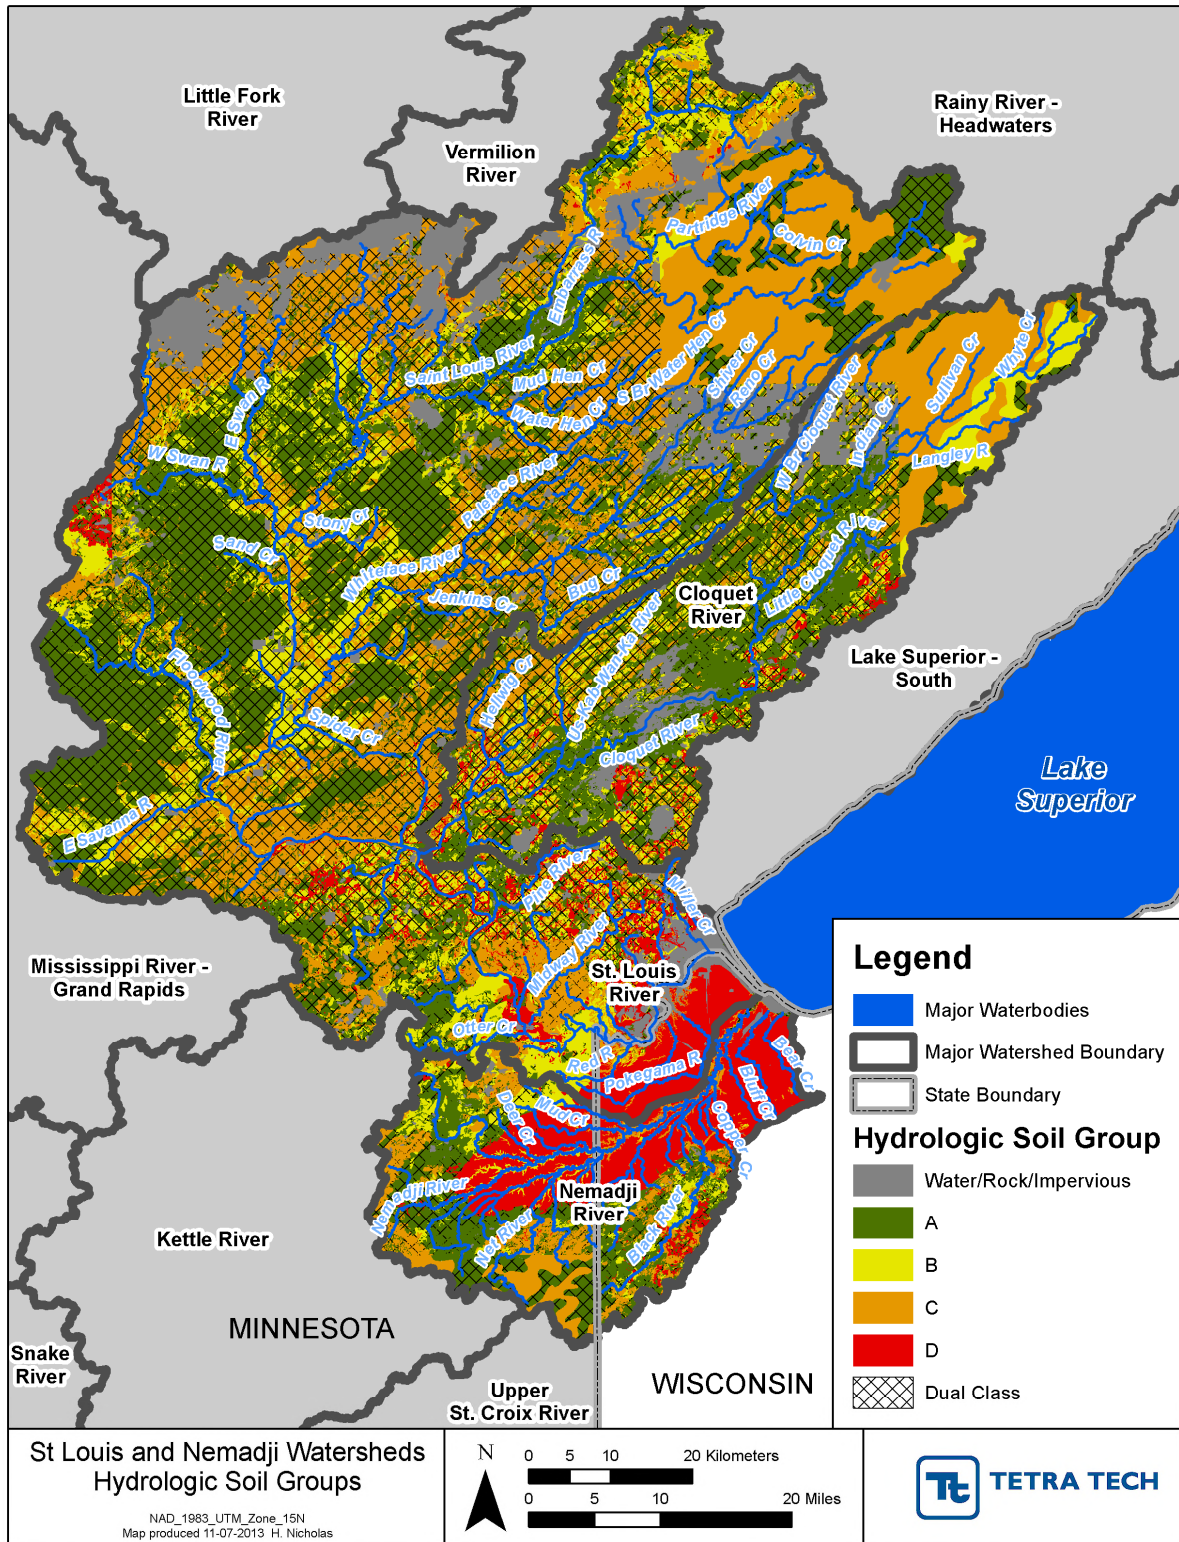 Little Fork
River
Vermilion
River
Rainy River -
Headwaters
Partridge River
Colvin Cr
Embarrass R
Saint Louis River
Mud Hen Cr
Water Hen Cr
S Br Water Hen Cr
Shiver Cr
Reno Cr
W Br Cloquet River
Indian Cr
Sullivan Cr
Whyte Cr
Langley R
E Swan R
W Swan R
Stony Cr
Sand Cr
Paleface River
Whiteface River
Jenkins Cr
Bug Cr
Little Cloquet River
Cloquet
River
Us-Kab-Wan-Ka River
Hellwig Cr
Cloquet River
Lake Superior -
South
Lake
Superior
Floodwood River
Spider Cr
E Savanna R
Pine River
Miller Cr
Midway River
St. Louis
River
Mississippi River -
Grand Rapids
Otter Cr
Red R
Pokegama R
Bear Cr
Bluff Cr
Copper Cr
Mud Cr
Deer Cr
Nemadji River
Nemadji
River
Net River
Black River
Kettle River
MINNESOTA
Snake
River
Upper
St. Croix River
WISCONSIN
Legend
Major Waterbodies
Major Watershed Boundary
State Boundary
Hydrologic Soil Group
Water/Rock/Impervious
A
B
C
D
Dual Class
St Louis and Nemadji Watersheds
Hydrologic Soil Groups
NAD_1983_UTM_Zone_15N
Map produced 11-07-2013 H. Nicholas
N
0 5 10 20 Kilometers
0 5 10 20 Miles
Tt TETRA TECH